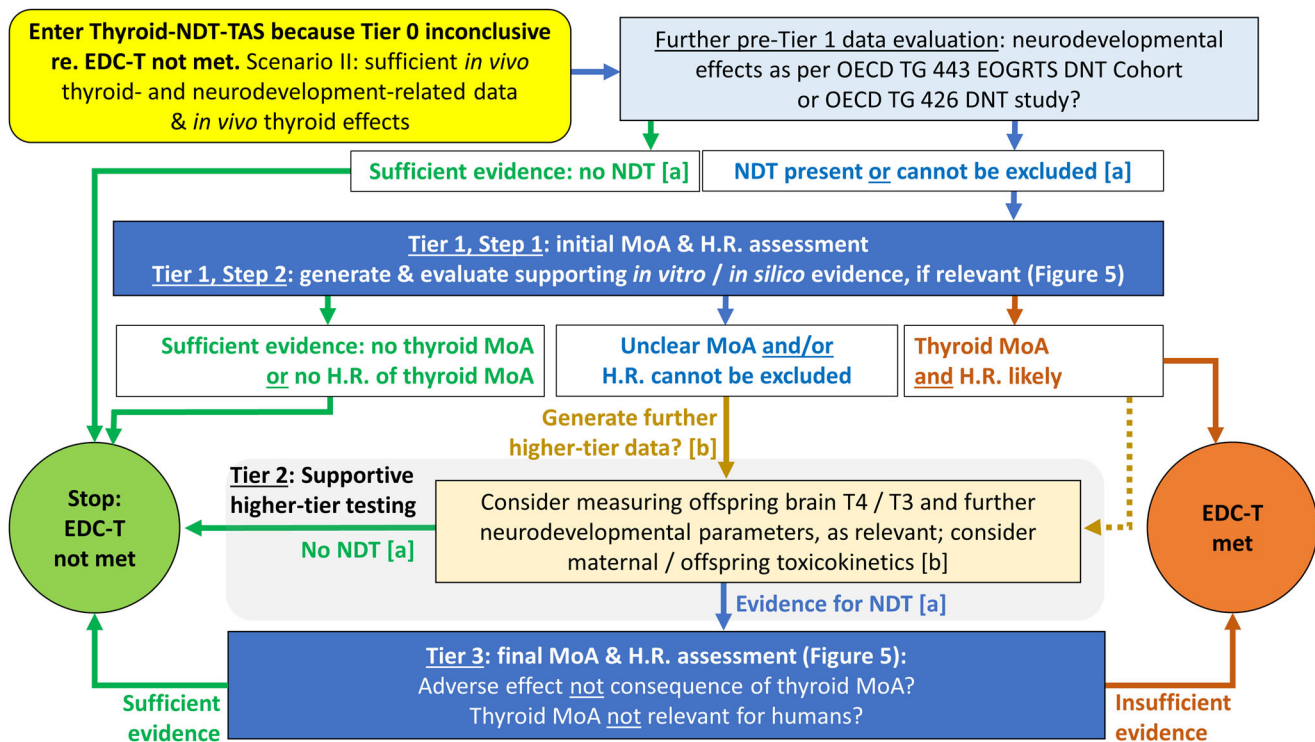 Enter Thyroid-NDT-TAS because Tier 0 inconclusive
re. EDC-T not met. Scenario II: sufficient in vivo
thyroid- and neurodevelopment-related data
& in vivo thyroid effects
Further pre-Tier 1 data evaluation: neurodevelopmental
effects as per OECD TG 443 EOGRTS DNT Cohort
or OECD TG 426 DNT study?
Sufficient evidence: no NDT [a]
NDT present or cannot be excluded [a]
Tier 1, Step 1: initial MoA & H.R. assessment
Tier 1, Step 2: generate & evaluate supporting in vitro / in silico evidence, if relevant (Figure 5)
Sufficient evidence: no thyroid MoA
or no H.R. of thyroid MoA
Unclear MoA and/or
H.R. cannot be excluded
Thyroid MoA
and H.R. likely
Generate further
higher-tier data? [b]
Stop:
EDC-T
not met
Tier 2: Supportive
higher-tier testing
No NDT [a]
Consider measuring offspring brain T4 / T3 and further
neurodevelopmental parameters, as relevant; consider
maternal / offspring toxicokinetics [b]
EDC-T
met
Evidence for NDT [a]
Tier 3: final MoA & H.R. assessment (Figure 5):
Adverse effect not consequence of thyroid MoA?
Thyroid MoA not relevant for humans?
Sufficient
evidence
Insufficient
evidence